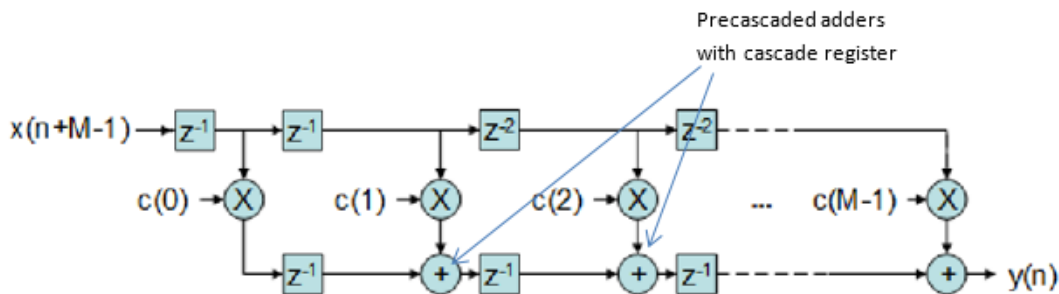 Precascaded adders
with cascade register
x(n+M-1) z⁻¹ z⁻¹ z⁻² z⁻²
c(0) X c(1) X c(2) X ... c(M-1) X
z⁻¹ + z⁻¹ + z⁻¹ + y(n)